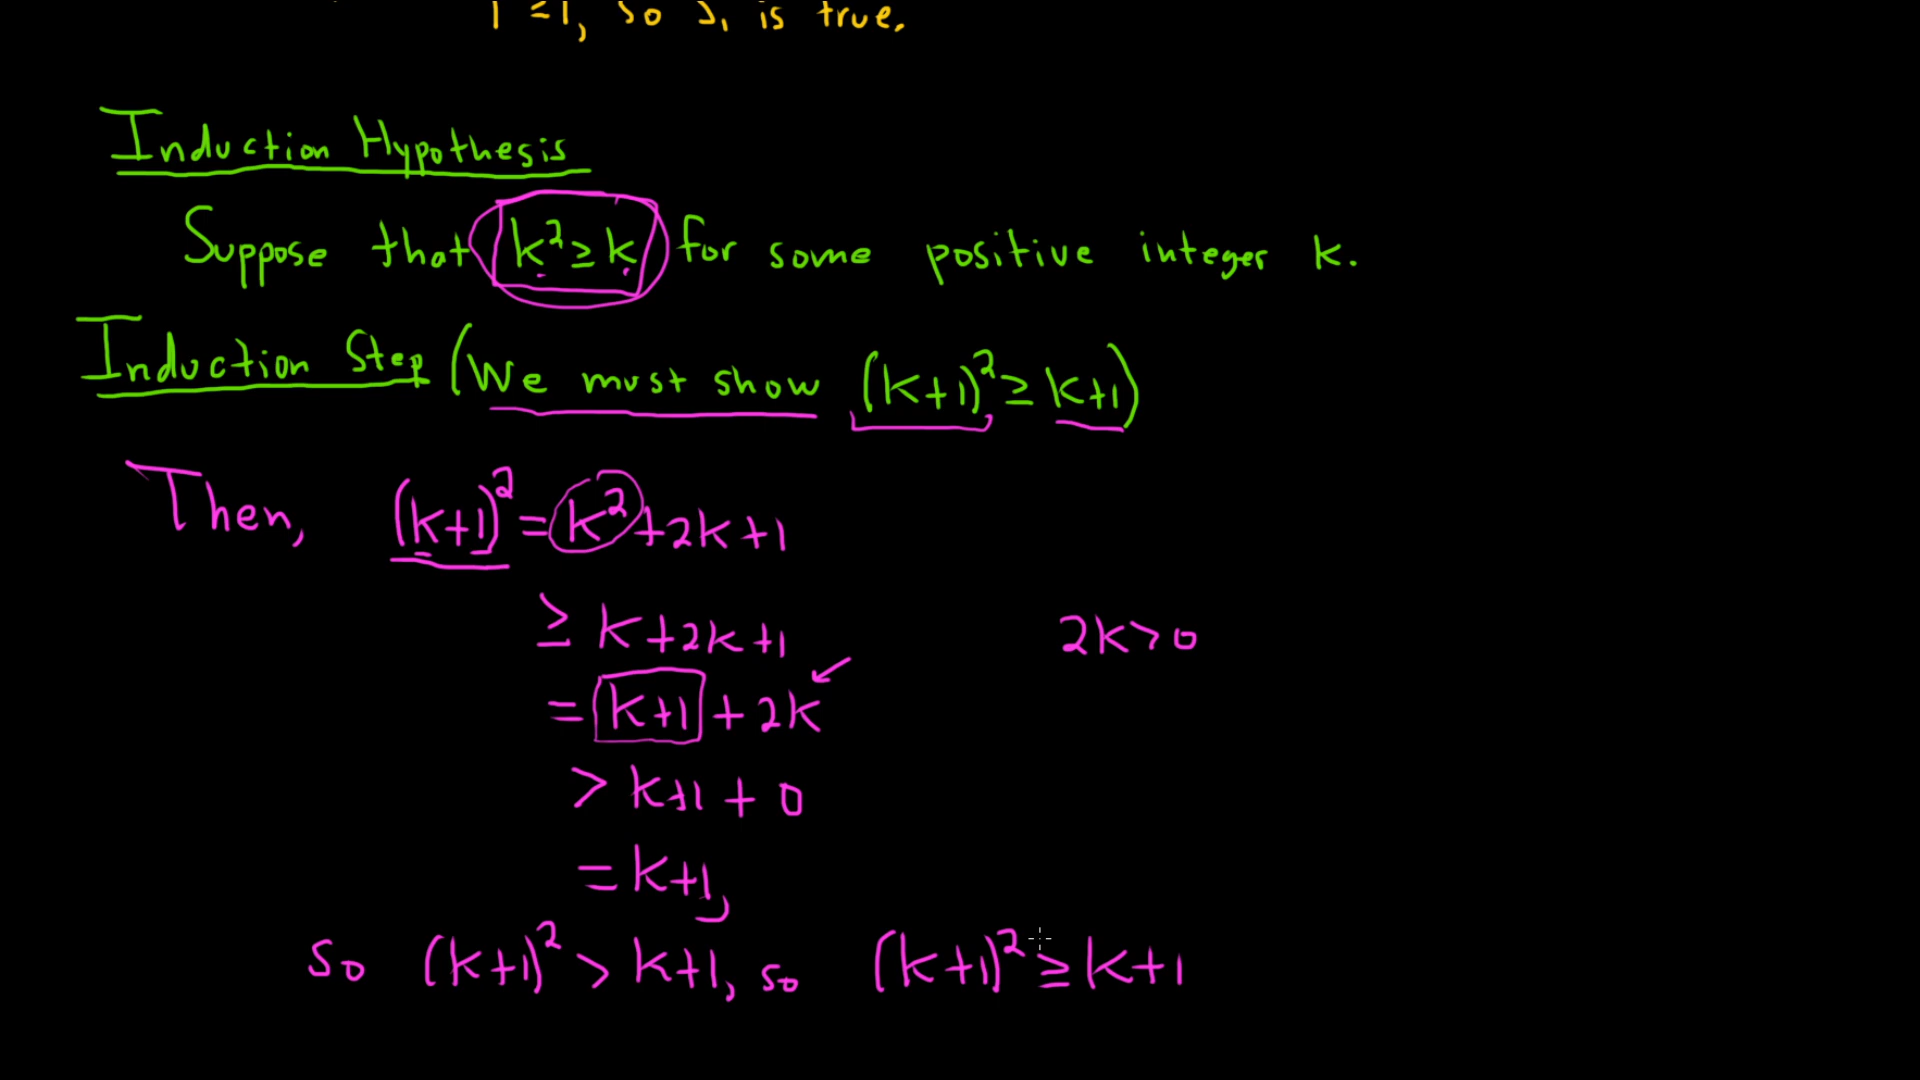 1 ≥ 1, so S₁ is true.
Induction Hypothesis
Suppose that k² ≥ k for some positive integer k.
Induction Step (We must show (k+1)² ≥ k+1)
Then, (k+1)² = k² + 2k + 1
≥ k + 2k + 1 2k > 0
= k+1 + 2k
> k+1 + 0
= k+1,
So (k+1)² > k+1, so (k+1)² ≥ k+1